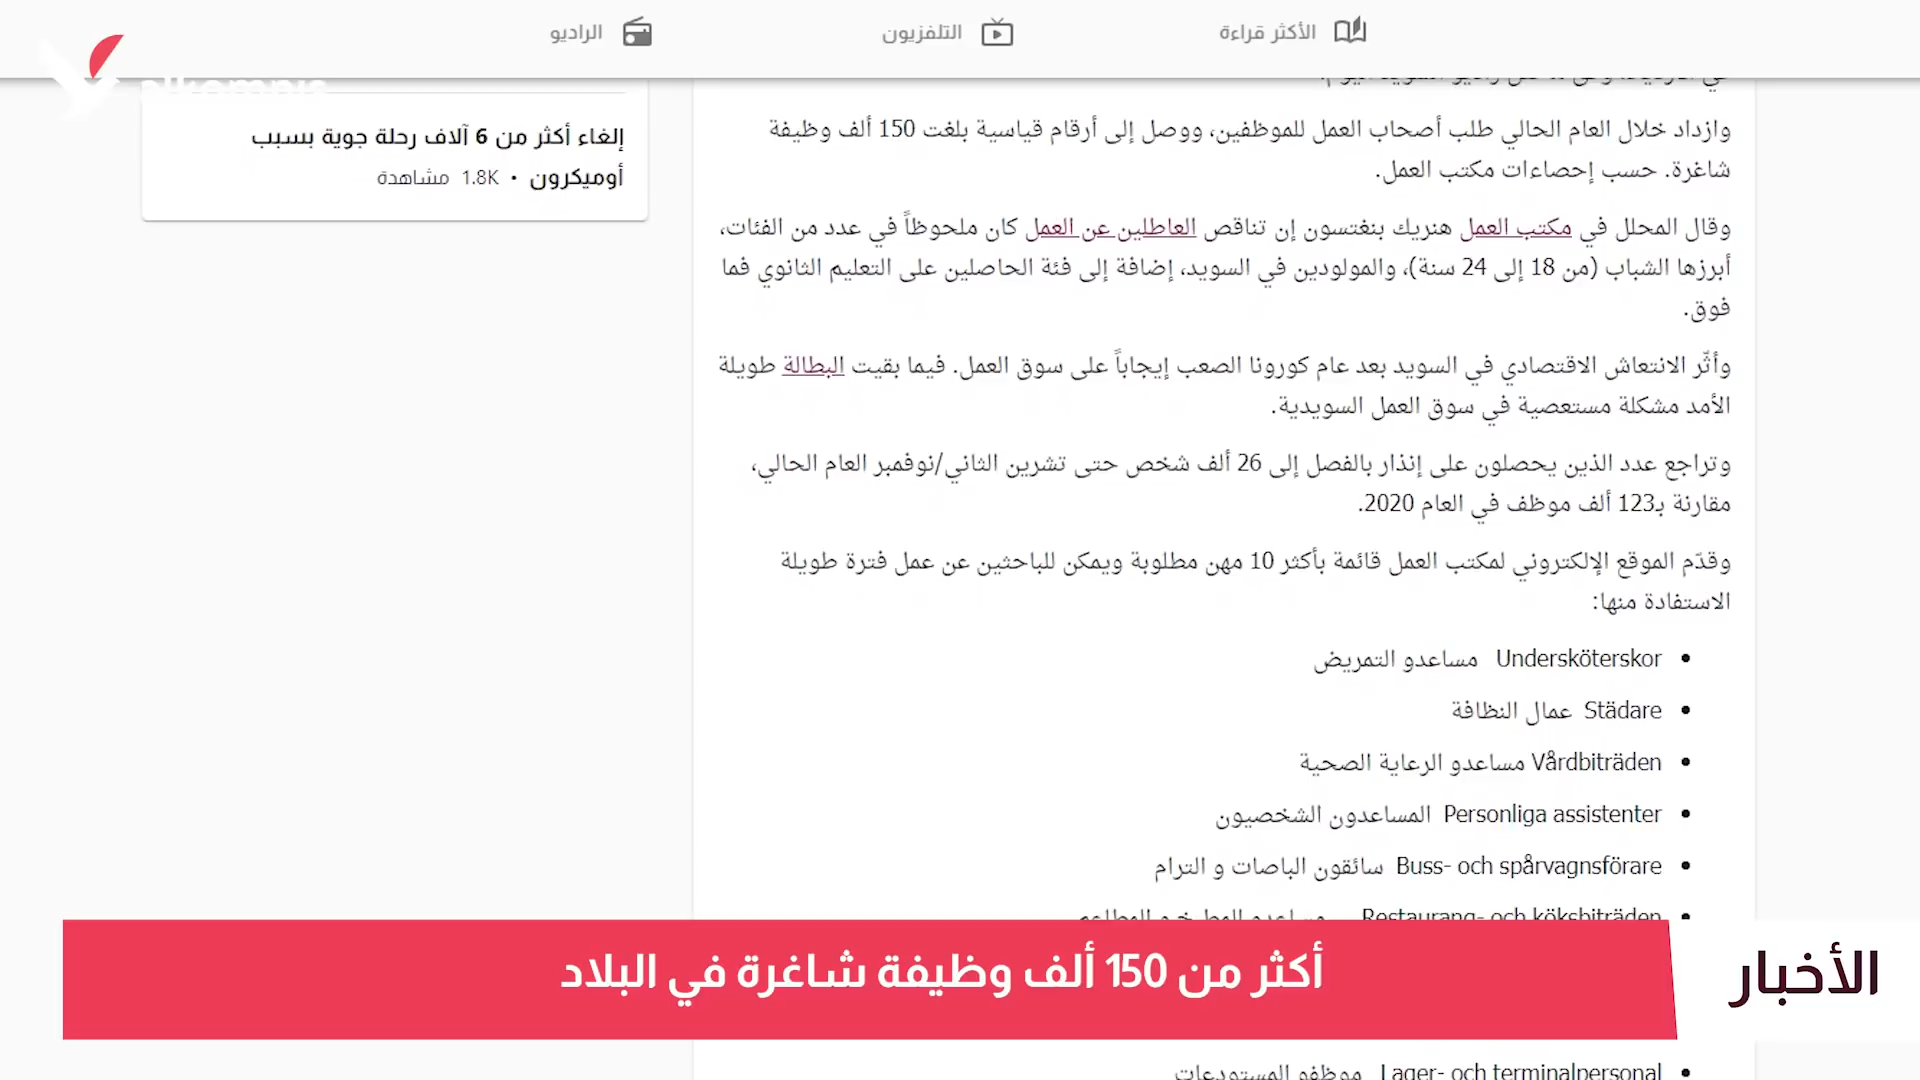 الأكثر قراءة
التلفزيون
الراديو
alkompis
وازداد خلال العام الحالي طلب أصحاب العمل للموظفين، ووصل إلى أرقام قياسية بلغت 150 ألف وظيفة
شاغرة. حسب إحصاءات مكتب العمل.
وقال المحلل في مكتب العمل هنريك بنغتسون إن تناقص العاطلين عن العمل كان ملحوظاً في عدد من الفئات،
أبرزها الشباب (من 18 إلى 24 سنة)، والمولودين في السويد، إضافة إلى فئة الحاصلين على التعليم الثانوي فما
فوق.
وأثّر الانتعاش الاقتصادي في السويد بعد عام كورونا الصعب إيجاباً على سوق العمل. فيما بقيت البطالة طويلة
الأمد مشكلة مستعصية في سوق العمل السويدية.
وتراجع عدد الذين يحصلون على إنذار بالفصل إلى 26 ألف شخص حتى تشرين الثاني/نوفمبر العام الحالي،
مقارنة بـ123 ألف موظف في العام 2020.
وقدّم الموقع الإلكتروني لمكتب العمل قائمة بأكثر 10 مهن مطلوبة ويمكن للباحثين عن عمل فترة طويلة
الاستفادة منها:
• Undersköterskor مساعدو التمريض
• Städare عمال النظافة
• Vårdbiträden مساعدو الرعاية الصحية
• Personliga assistenter المساعدون الشخصيون
• Buss- och spårvagnsförare سائقون الباصات و الترام
• Restaurang- och köksbiträden مساعدو المطبخ و المطاعم
• Lager- och terminalpersonal موظفو المستودعات
إلغاء أكثر من 6 آلاف رحلة جوية بسبب
أوميكرون • 1.8K مشاهدة
الأخبار
أكثر من 150 ألف وظيفة شاغرة في البلاد